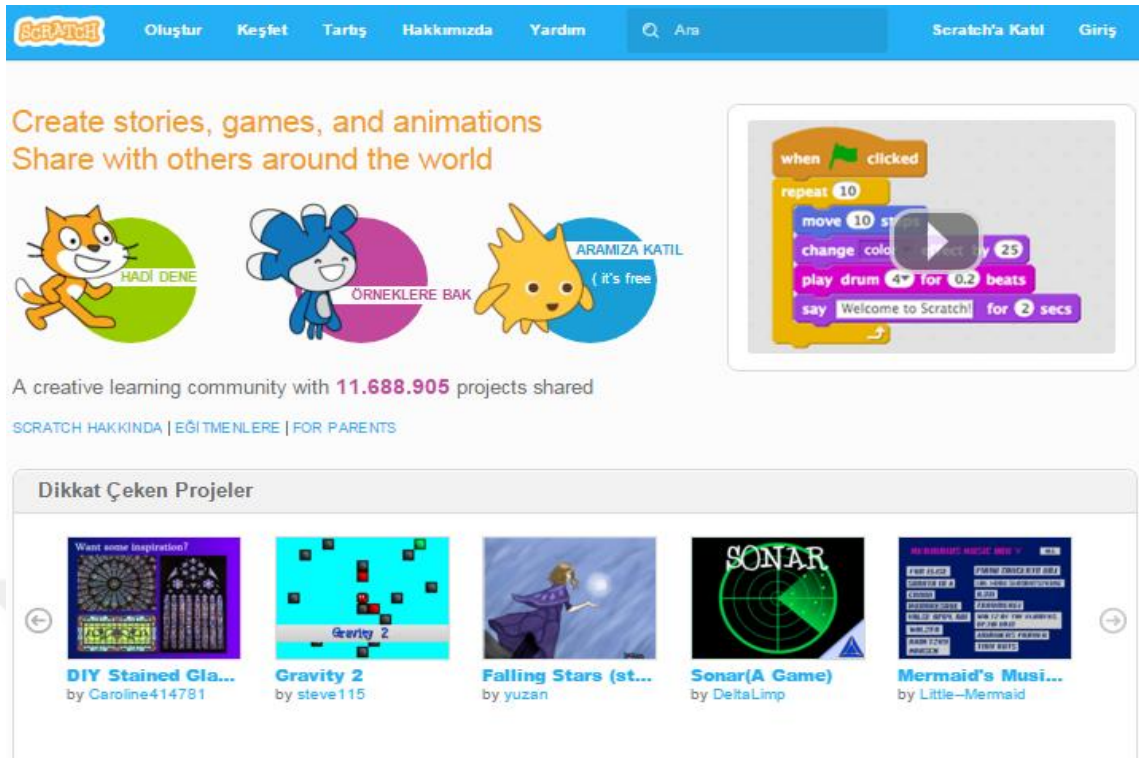 SCRATCH Oluştur Keşfet Tartış Hakkımızda Yardım Ara Scratch'a Katıl Giriş
Create stories, games, and animations
Share with others around the world
HADİ DENE
ÖRNEKLERE BAK
ARAMIZA KATIL
( it's free
when clicked
repeat 10
move 10 steps
change color effect by 25
play drum 4 for 0.2 beats
say Welcome to Scratch! for 2 secs
A creative learning community with 11.688.905 projects shared
SCRATCH HAKKINDA | EĞİTMENLERE | FOR PARENTS
Dikkat Çeken Projeler
Want some inspiration?
Gravity 2
SONAR
DIY Stained Gla...
by Caroline414781
Gravity 2
by steve115
Falling Stars (st...
by yuzan
Sonar(A Game)
by DeltaLimp
Mermaid's Musi...
by Little-Mermaid